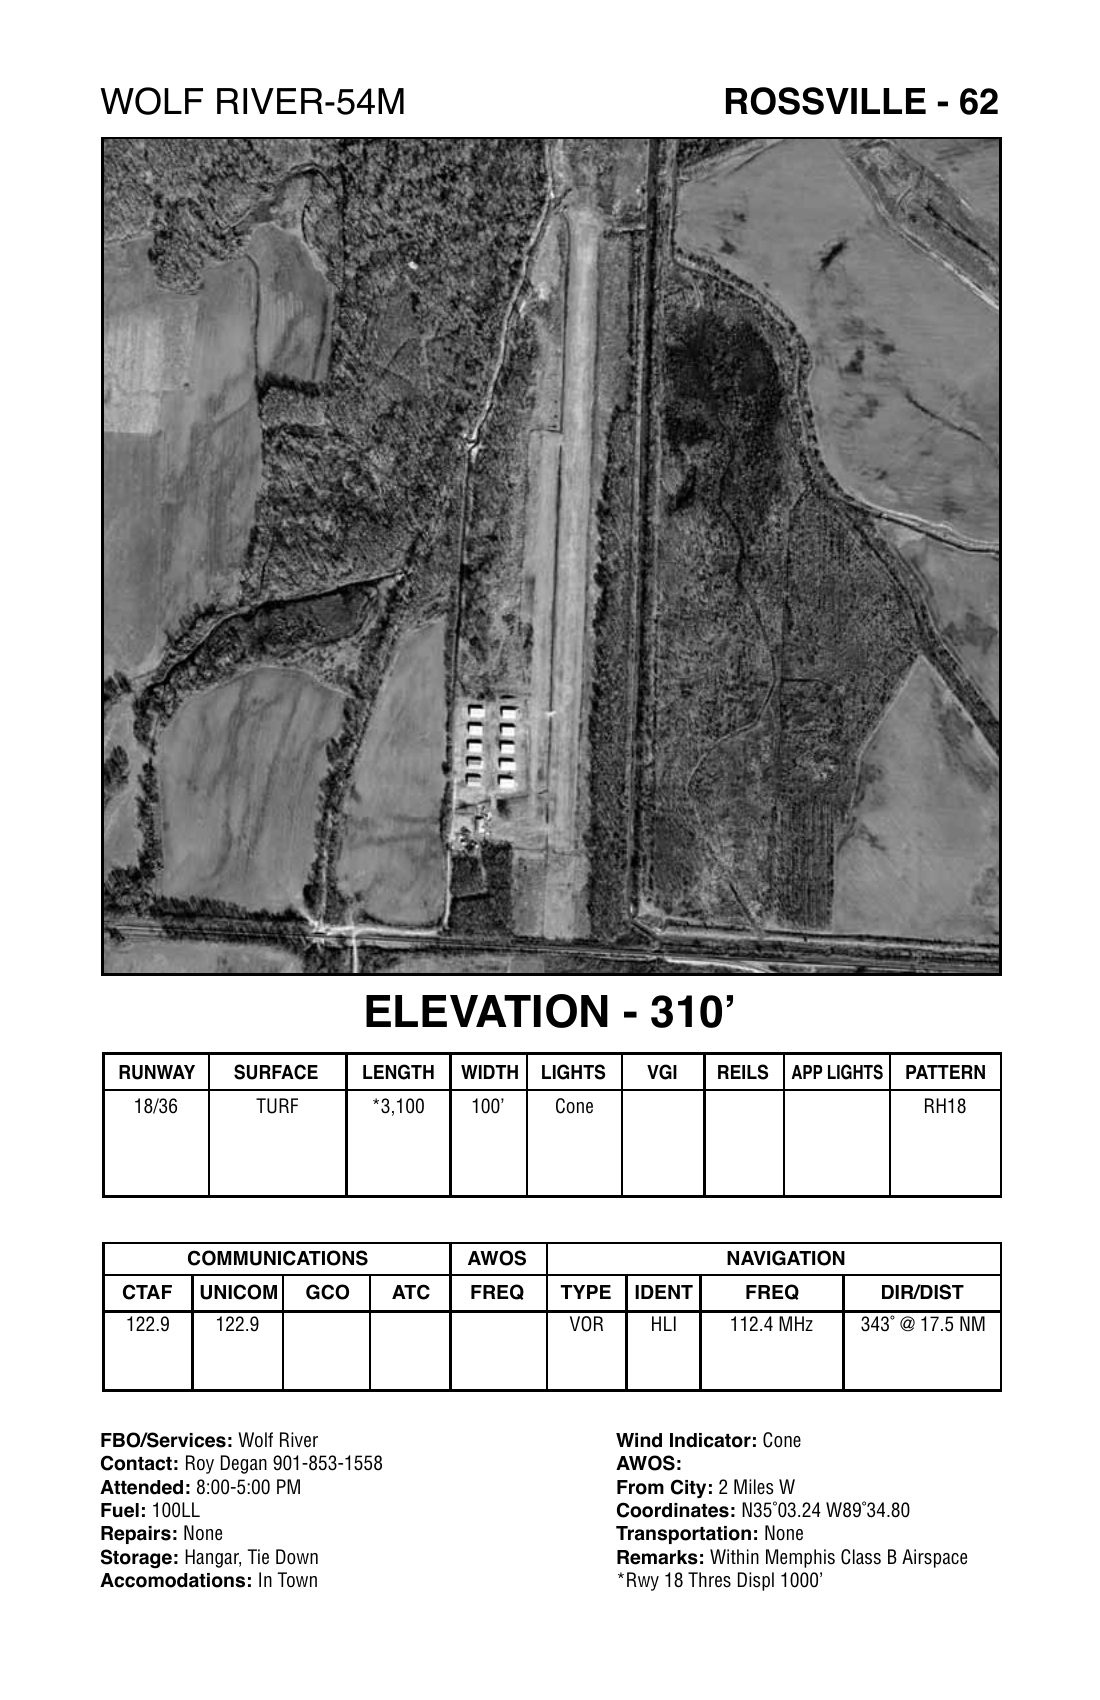 WOLF RIVER-54M ROSSVILLE - 62
ELEVATION - 310’
RUNWAY SURFACE LENGTH WIDTH LIGHTS VGI REILS APP LIGHTS PATTERN
18/36 TURF *3,100 100’ Cone RH18
COMMUNICATIONS AWOS NAVIGATION
CTAF UNICOM GCO ATC FREQ TYPE IDENT FREQ DIR/DIST
122.9 122.9 VOR HLI 112.4 MHz 343˚ @ 17.5 NM
FBO/Services: Wolf River
Contact: Roy Degan 901-853-1558
Attended: 8:00-5:00 PM
Fuel: 100LL
Repairs: None
Storage: Hangar, Tie Down
Accomodations: In Town
Wind Indicator: Cone
AWOS:
From City: 2 Miles W
Coordinates: N35˚03.24 W89˚34.80
Transportation: None
Remarks: Within Memphis Class B Airspace
*Rwy 18 Thres Displ 1000’